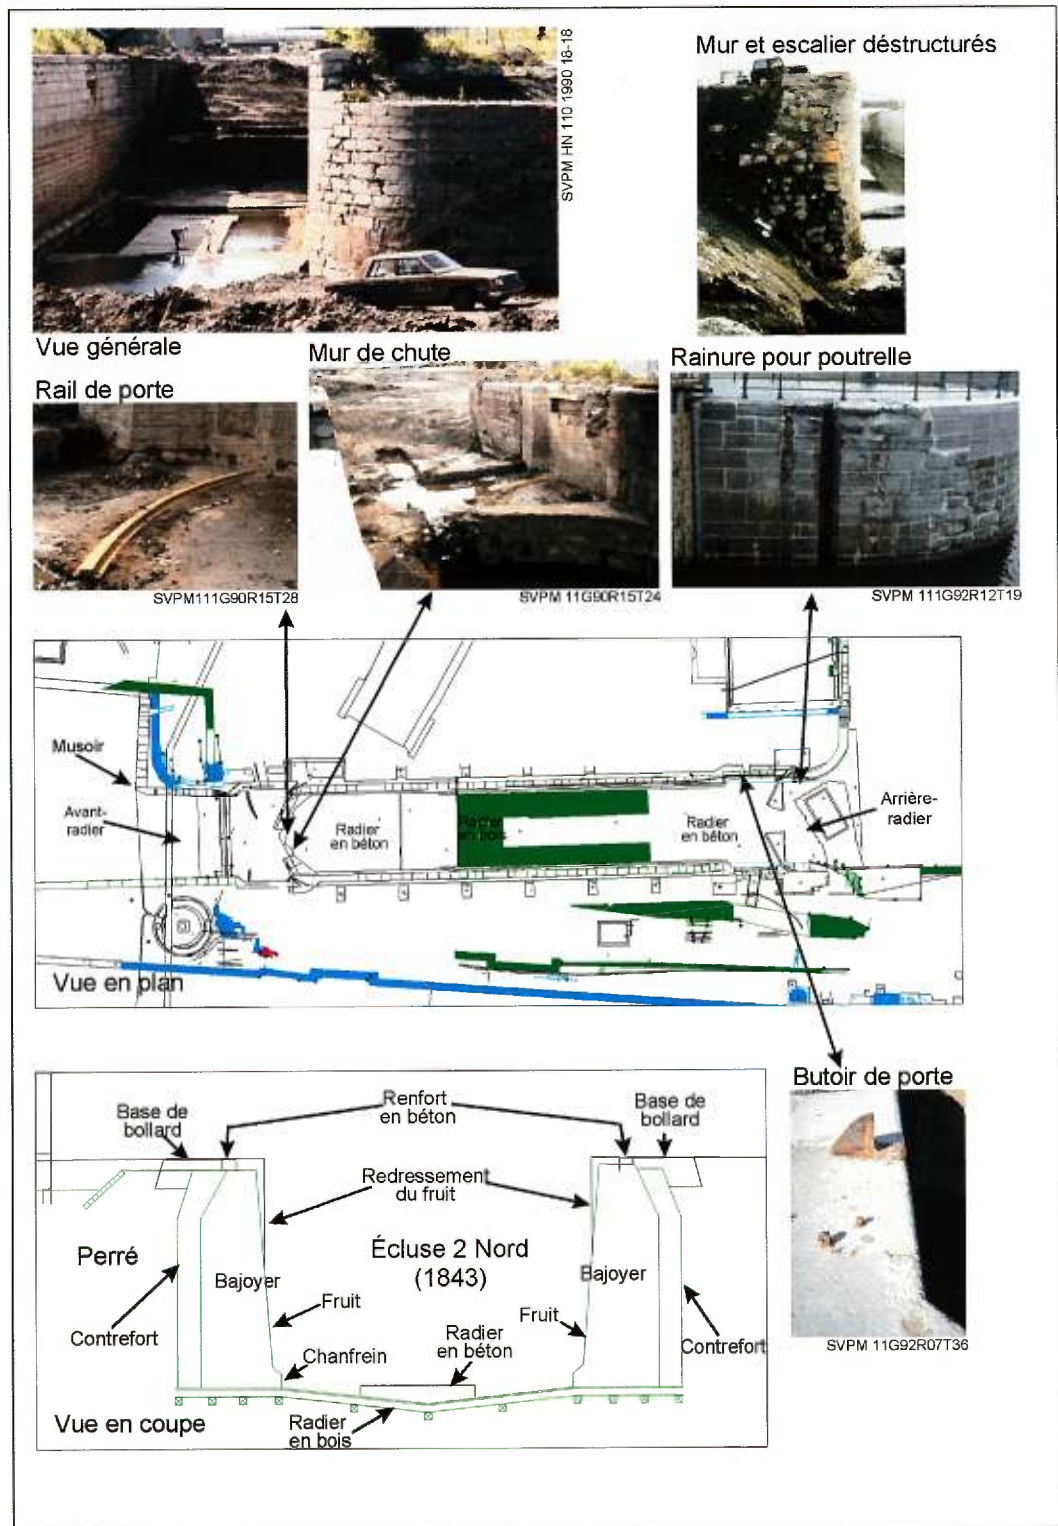 SVPM HN 110 1990 18-18
Mur et escalier déstructurés
Vue générale
Mur de chute
Rainure pour poutrelle
Rail de porte
SVPM111G90R15T28
SVPM 11G90R15T24
SVPM 111G92R12T19
Musoir
Avant-
radier
Radier
en béton
Radier
en bois
Radier
en béton
Arrière-
radier
Vue en plan
Butoir de porte
Base de
bollard
Renfort
en béton
Base de
bollard
Redressement
du fruit
Perré
Écluse 2 Nord
(1843)
Bajoyer
Bajoyer
Fruit
Fruit
Contrefort
Contrefort
Chanfrein
Radier
en béton
SVPM 11G92R07T36
Vue en coupe
Radier
en bois